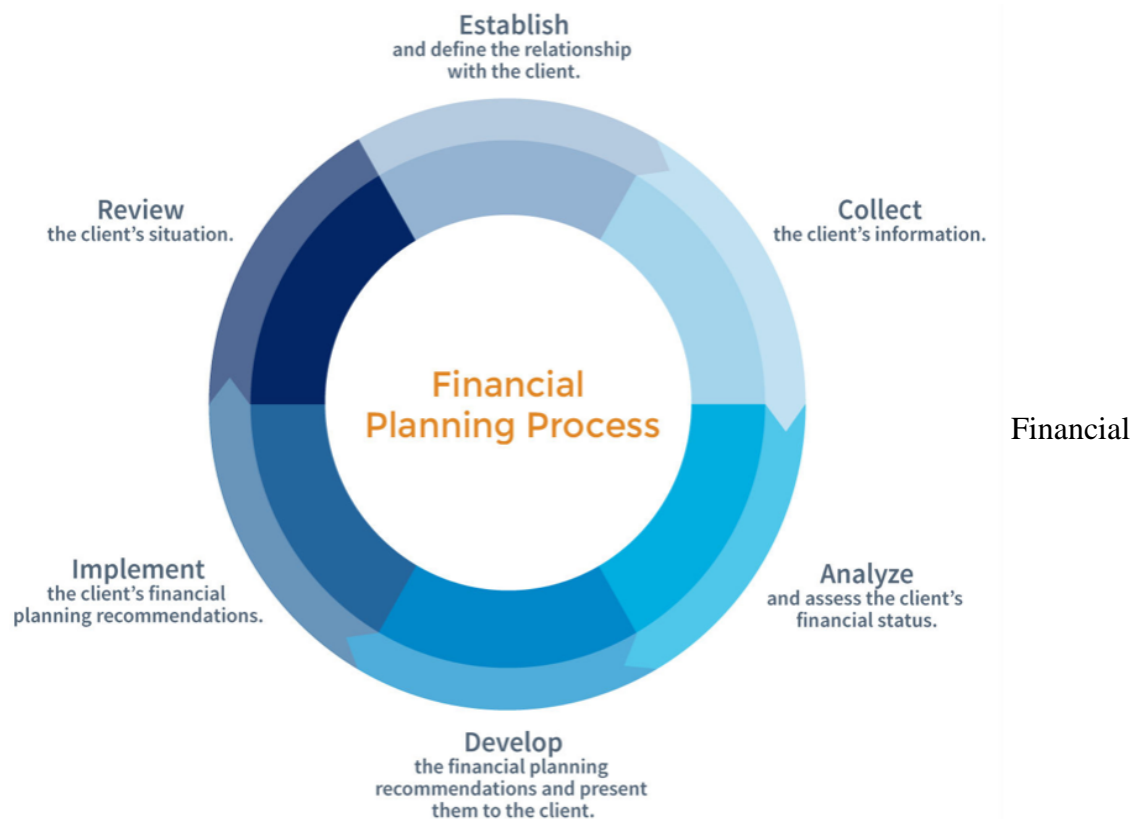 Establish
and define the relationship
with the client.
Collect
the client's information.
Analyze
and assess the client's
financial status.
Develop
the financial planning
recommendations and present
them to the client.
Implement
the client's financial
planning recommendations.
Review
the client's situation.
Financial
Planning Process
Financial